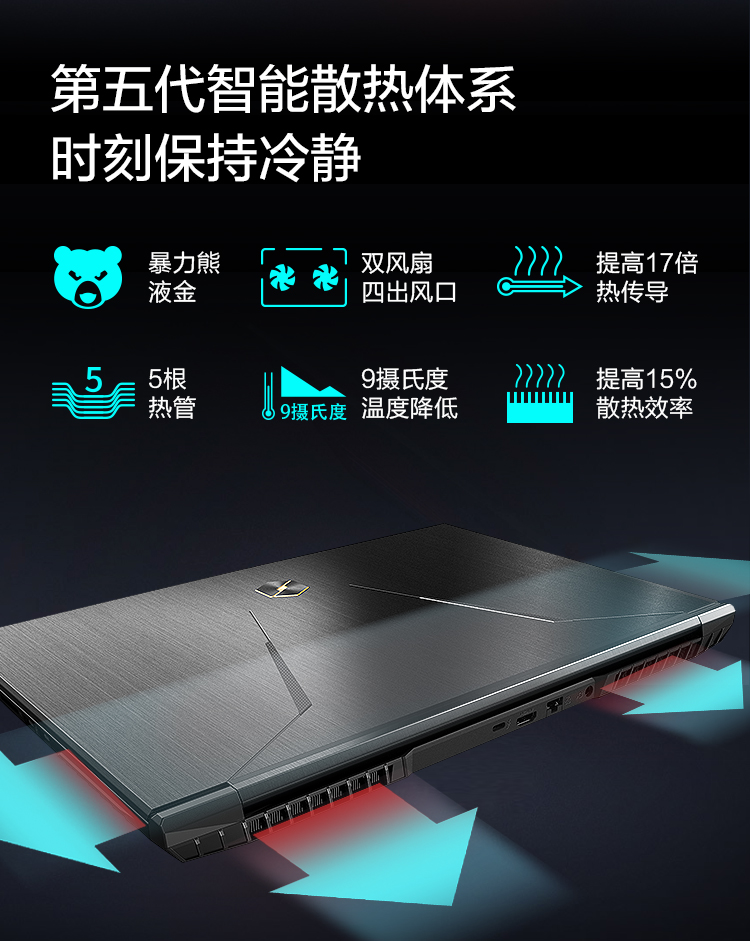 第五代智能散热体系
时刻保持冷静
暴力熊
液金
双风扇
四出风口
提高17倍
热传导
5
5根
热管
9摄氏度
9摄氏度
温度降低
提高15%
散热效率